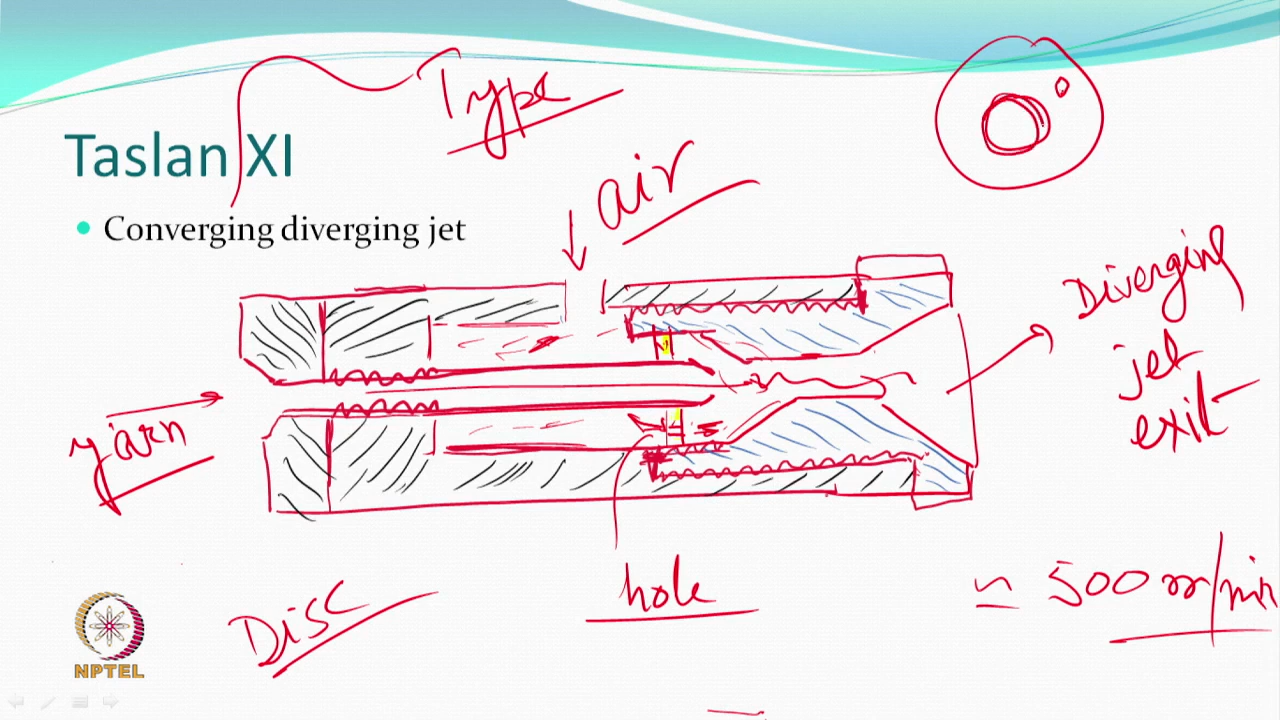 Type
Taslan XI
air
Converging diverging jet
Diverging
jet
exit
yarn
hole
Disc
≃ 500 m/min
NPTEL